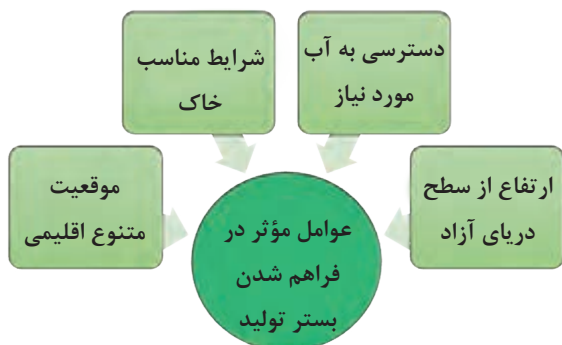 دسترسی به آب
مورد نیاز
شرایط مناسب
خاک
ارتفاع از سطح
دریای آزاد
موقعیت
متنوع اقلیمی
عوامل مؤثر در
فراهم شدن
بستر تولید